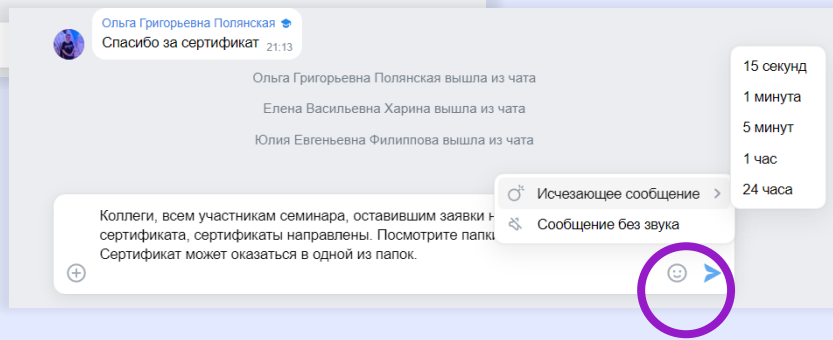 Ольга Григорьевна Полянская
Спасибо за сертификат 21:13
Ольга Григорьевна Полянская вышла из чата
Елена Васильевна Харина вышла из чата
Юлия Евгеньевна Филиппова вышла из чата
15 секунд
1 минута
5 минут
1 час
24 часа
Исчезающее сообщение
Сообщение без звука
Коллеги, всем участникам семинара, оставившим заявки н
сертификата, сертификаты направлены. Посмотрите папки
Сертификат может оказаться в одной из папок.